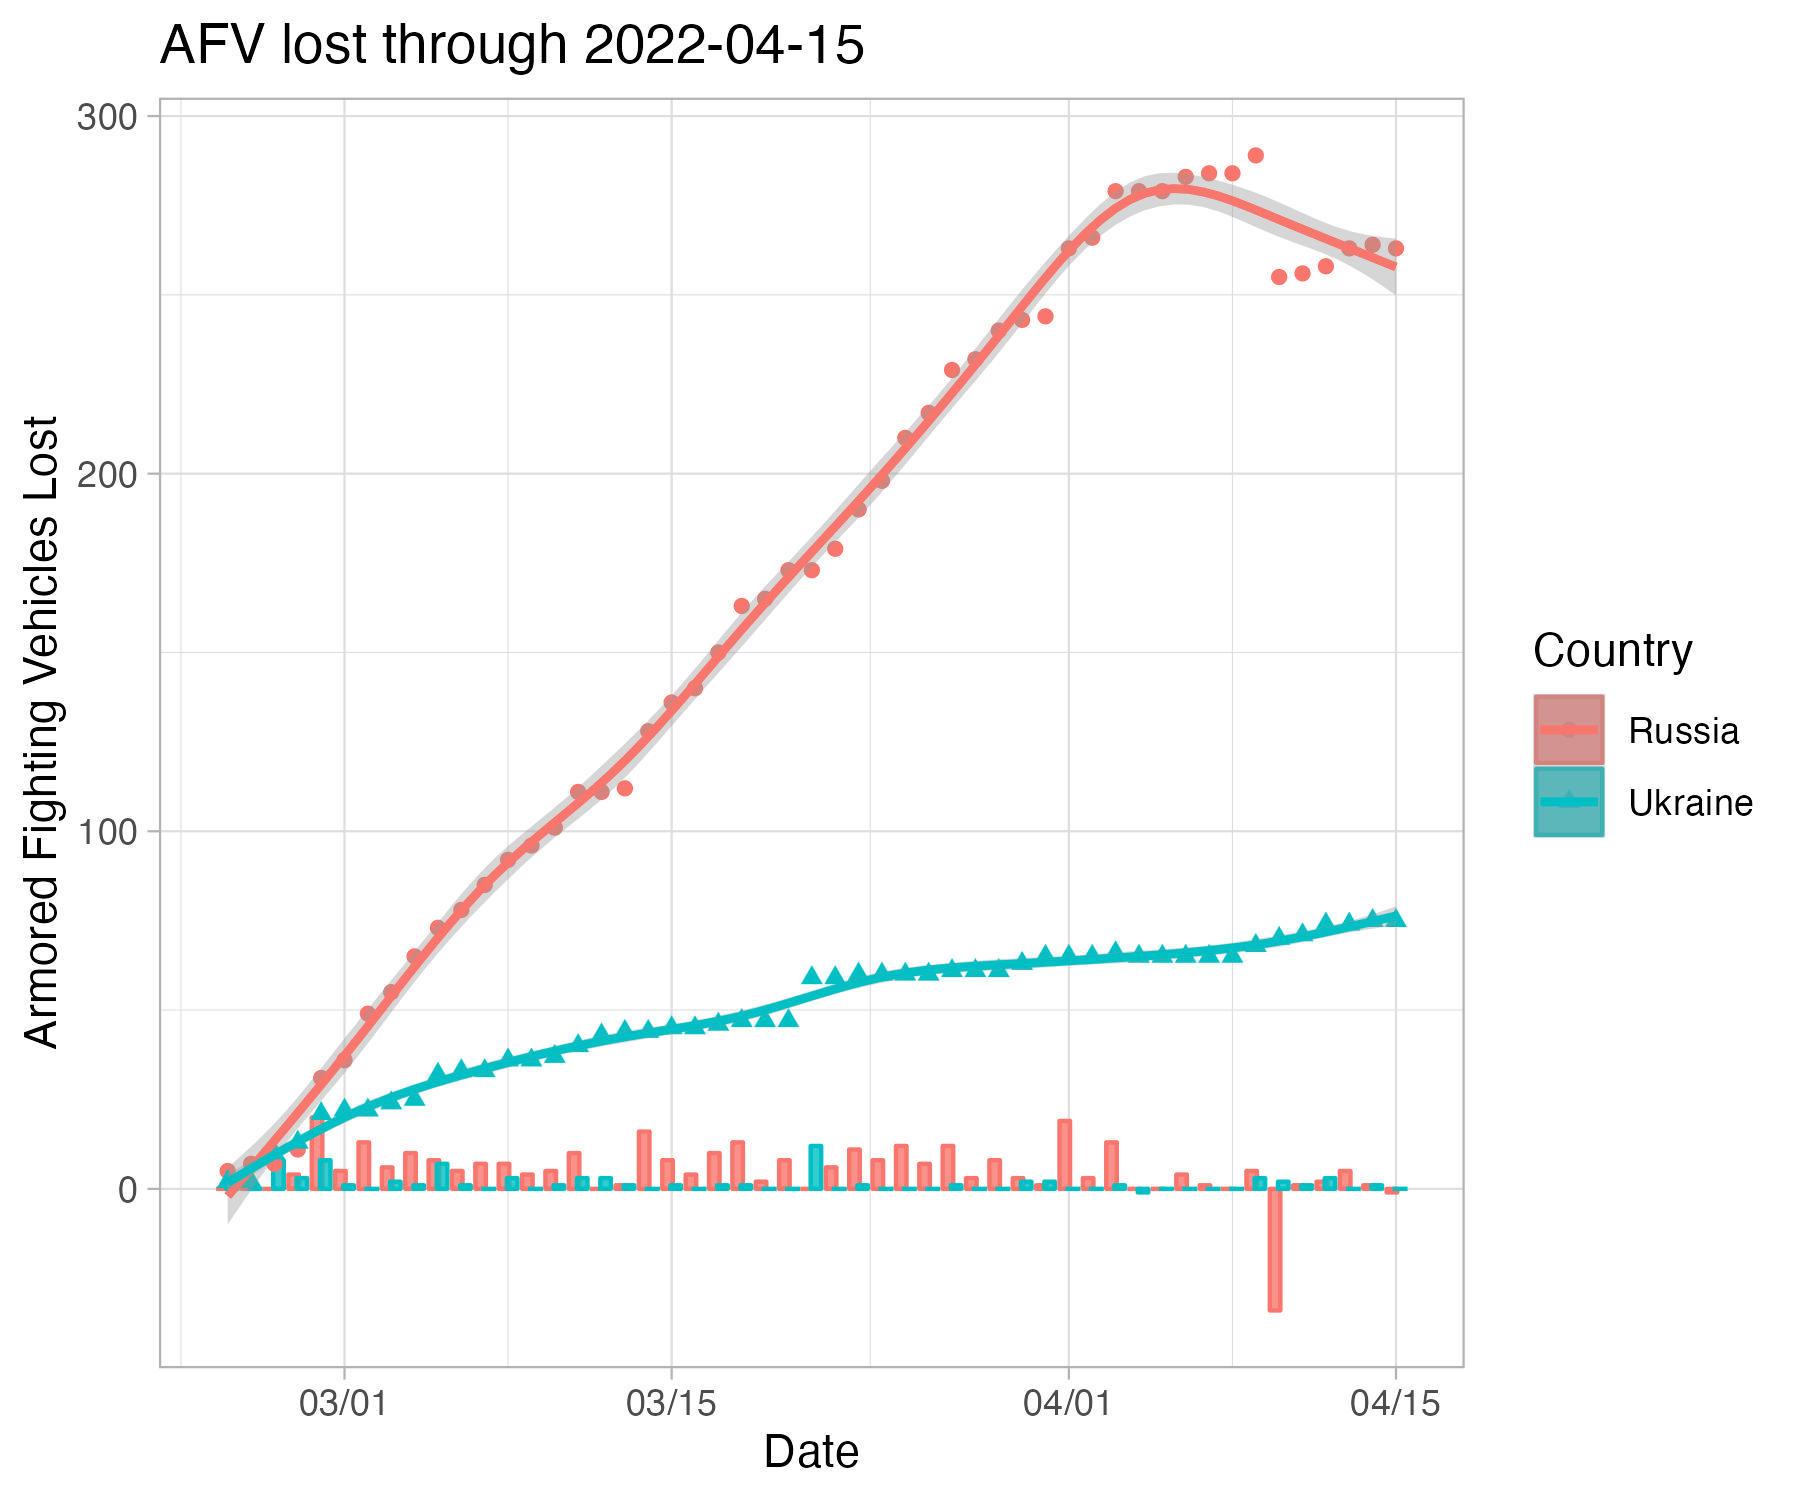 AFV lost through 2022-04-15
Armored Fighting Vehicles Lost
300
200
100
0
03/01
03/15
04/01
04/15
Date
Country
Russia
Ukraine